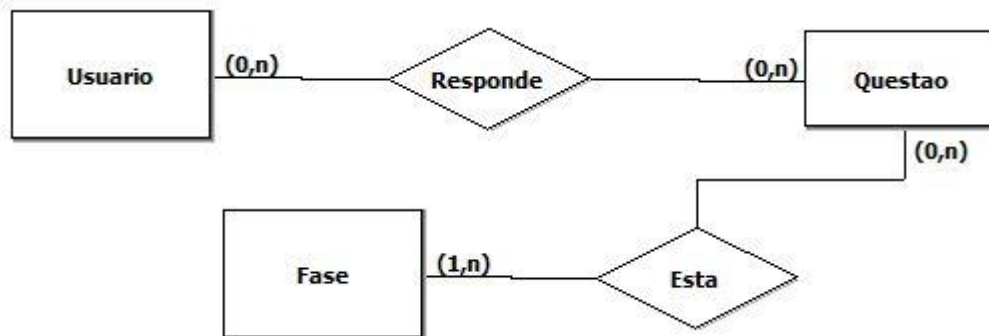 Usuario
(0,n)
Responde
(0,n)
Questao
(0,n)
Fase
(1,n)
Esta